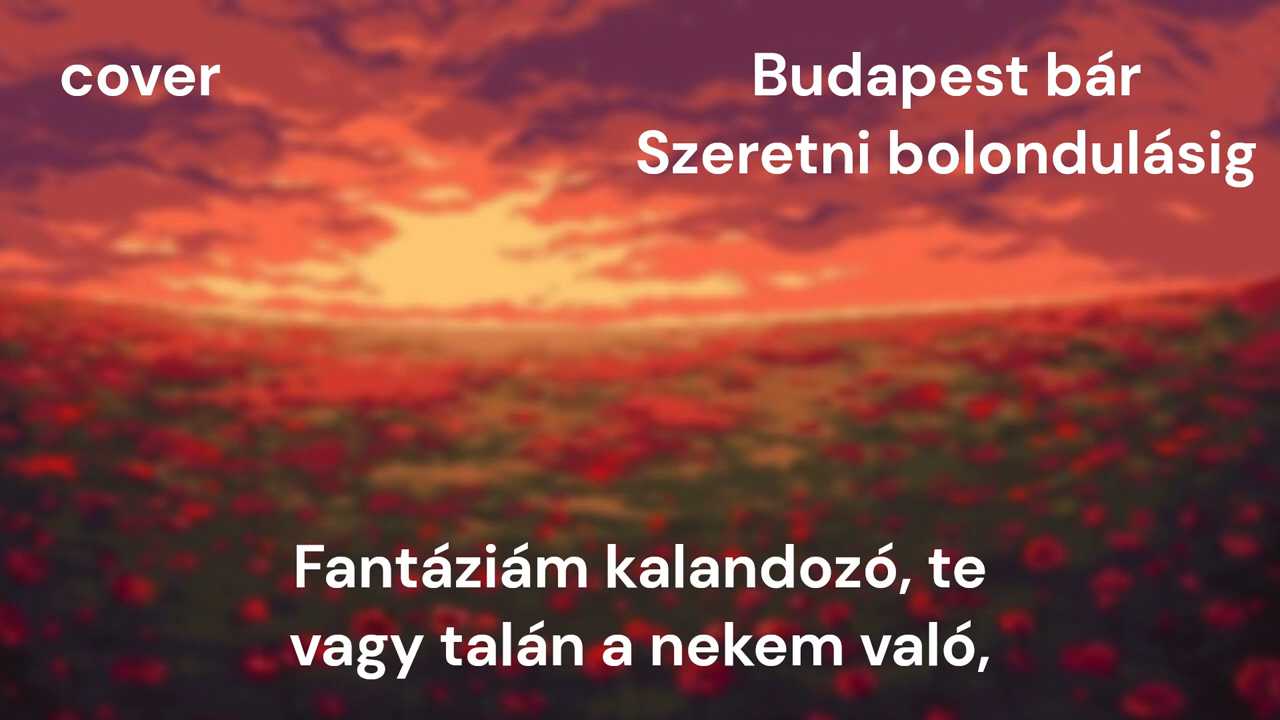 cover
Budapest bár
Szeretni bolondulásig
Fantáziám kalandozó, te
vagy talán a nekem való,